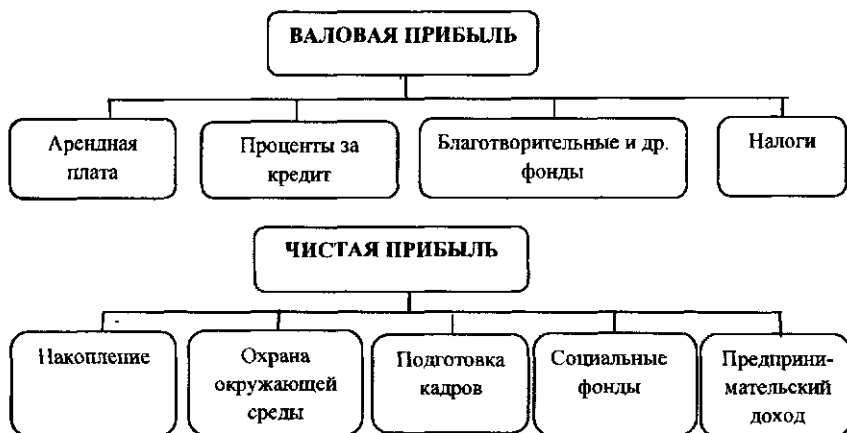 ВАЛОВАЯ ПРИБЫЛЬ
Арендная
плата
Проценты за
кредит
Благотворительные и др.
фонды
Налоги
ЧИСТАЯ ПРИБЫЛЬ
Накопление
Охрана
окружающей
среды
Подготовка
кадров
Социальные
фонды
Предприни-
мательский
доход